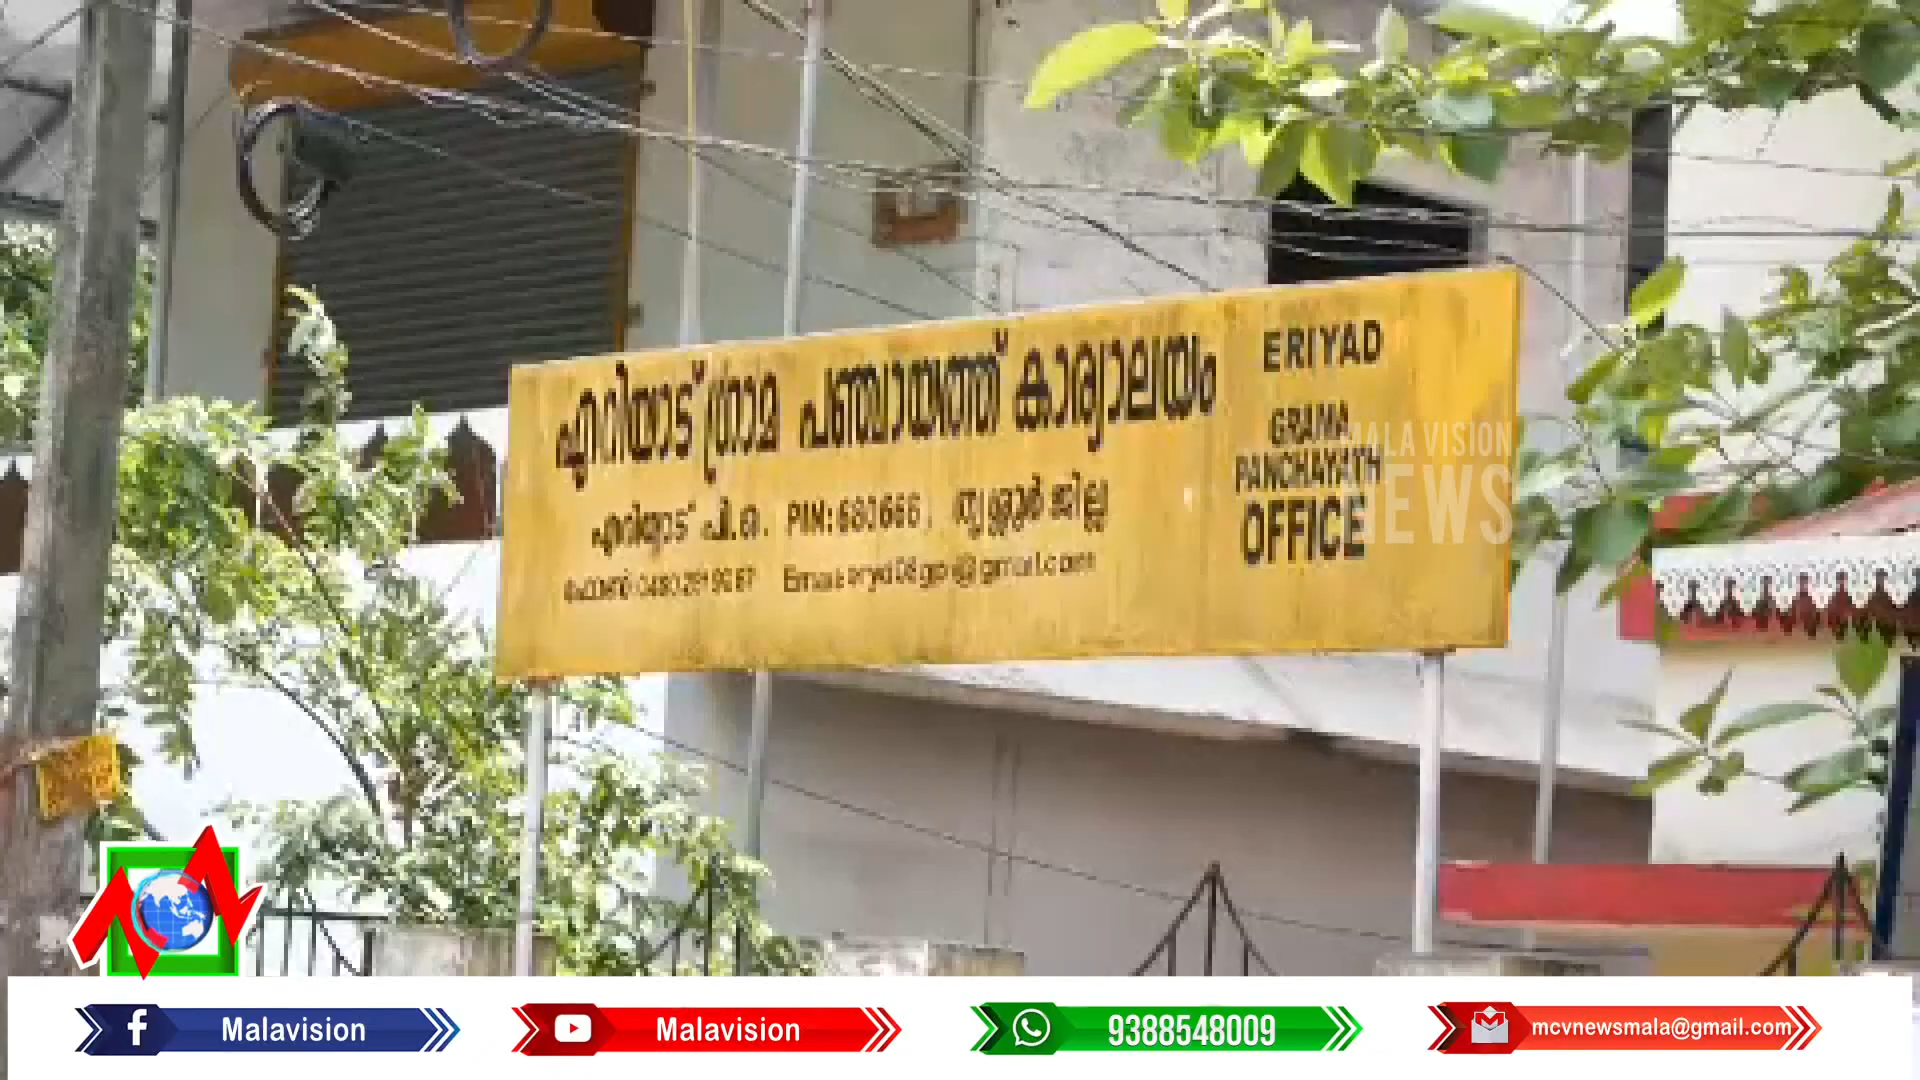 എറിയാട് ഗ്രാമ പഞ്ചായത്ത് കാര്യാലയം
എറിയാട് പി.ഒ. PIN:680666, തൃശ്ശൂർ ജില്ല
ERIYAD
GRAMA
PANCHAYATH
OFFICE
MALA VISION
NEWS
Malavision
Malavision
9388548009
mcvnewsmala@gmail.com